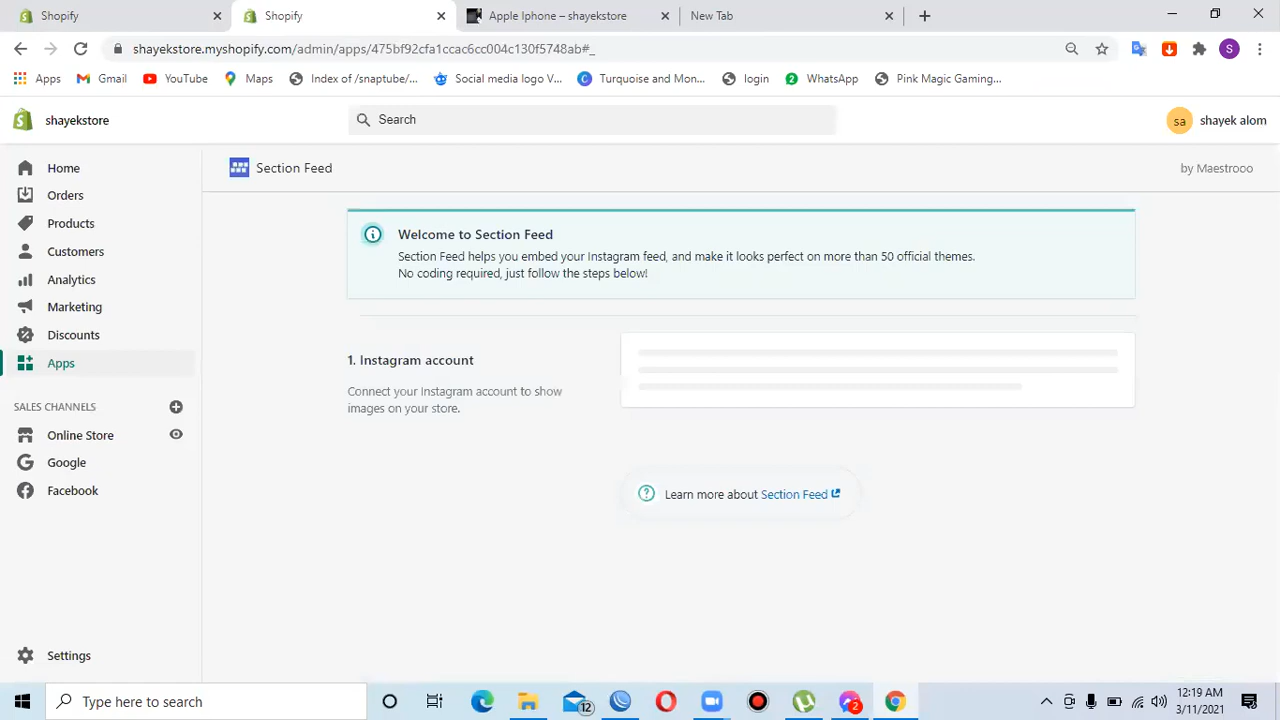 Shopify
Shopify
Apple Iphone – shayekstore
New Tab
shayekstore.myshopify.com/admin/apps/475bf92cfa1ccac6cc004c130f5748ab#_
S
Apps
Gmail
YouTube
Maps
Index of /snaptube/...
Social media logo V...
Turquoise and Mon...
login
2
WhatsApp
Pink Magic Gaming...
shayekstore
Search
sa
shayek alom
Home
Orders
Products
Customers
Analytics
Marketing
Discounts
Apps
SALES CHANNELS
Online Store
Google
Facebook
Settings
Section Feed
by Maestrooo
Welcome to Section Feed
Section Feed helps you embed your Instagram feed, and make it looks perfect on more than 50 official themes.
No coding required, just follow the steps below!
1. Instagram account
Connect your Instagram account to show
images on your store.
Learn more about Section Feed
Type here to search
12
2
12:19 AM
3/11/2021